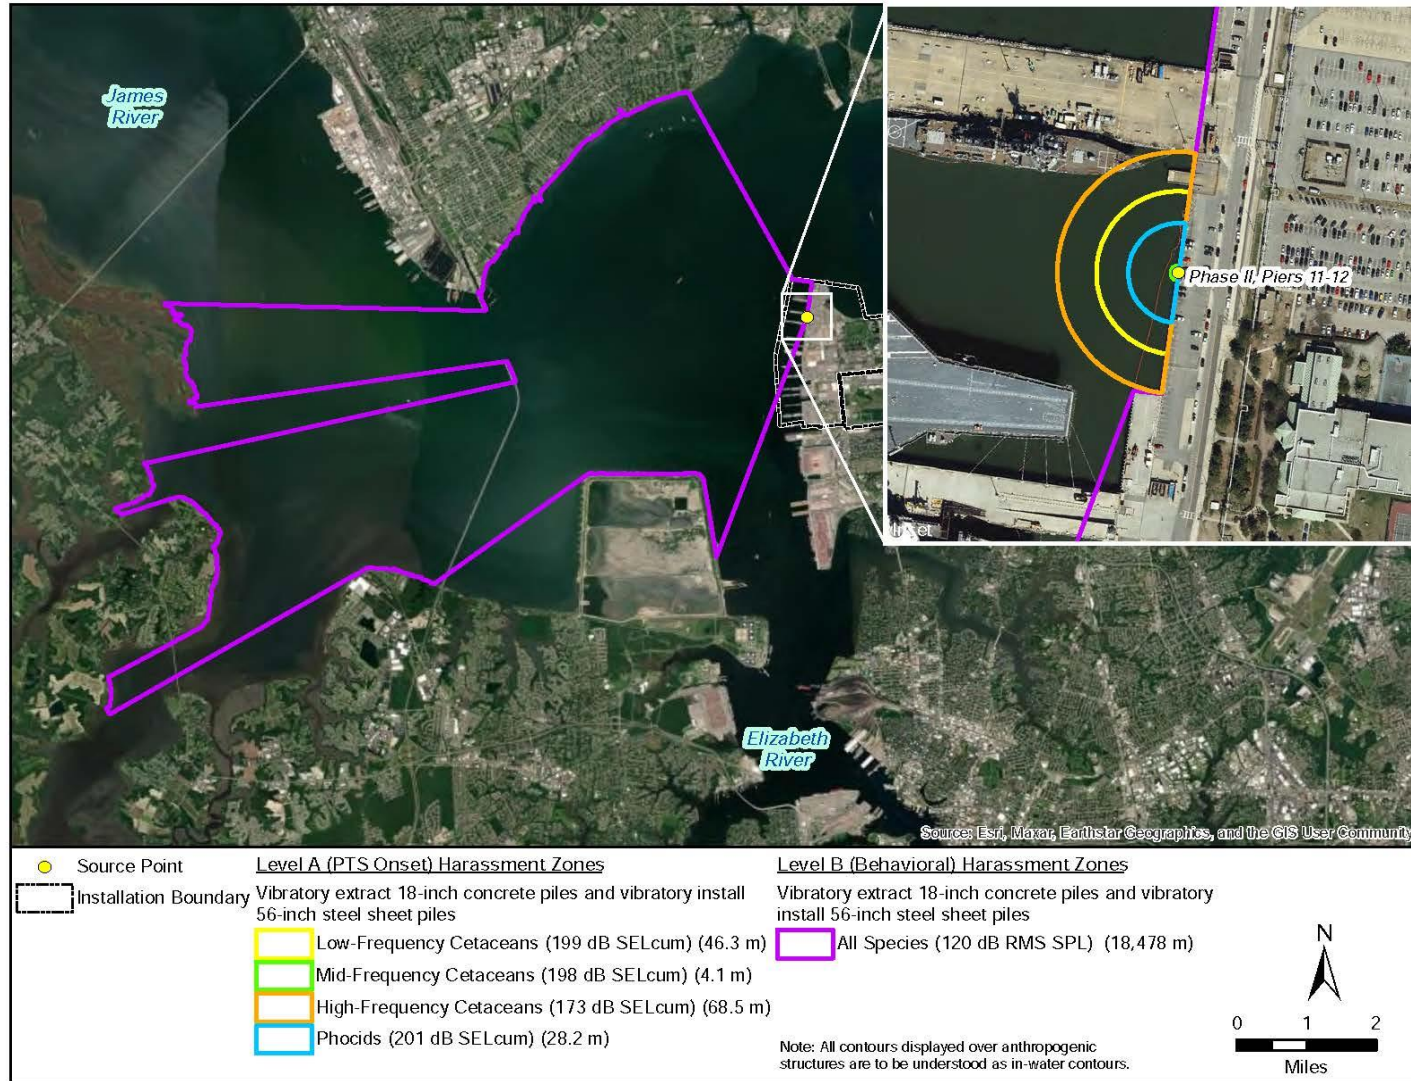 James
River
Phase II, Piers 11-12
Inset
Elizabeth
River
Source: Esri, Maxar, Earthstar Geographics, and the GIS User Community
Source Point
Installation Boundary
Level A (PTS Onset) Harassment Zones
Vibratory extract 18-inch concrete piles and vibratory install
56-inch steel sheet piles
Low-Frequency Cetaceans (199 dB SELcum) (46.3 m)
Mid-Frequency Cetaceans (198 dB SELcum) (4.1 m)
High-Frequency Cetaceans (173 dB SELcum) (68.5 m)
Phocids (201 dB SELcum) (28.2 m)
Level B (Behavioral) Harassment Zones
Vibratory extract 18-inch concrete piles and vibratory
install 56-inch steel sheet piles
All Species (120 dB RMS SPL) (18,478 m)
Note: All contours displayed over anthropogenic
structures are to be understood as in-water contours.
N
0 1 2
Miles